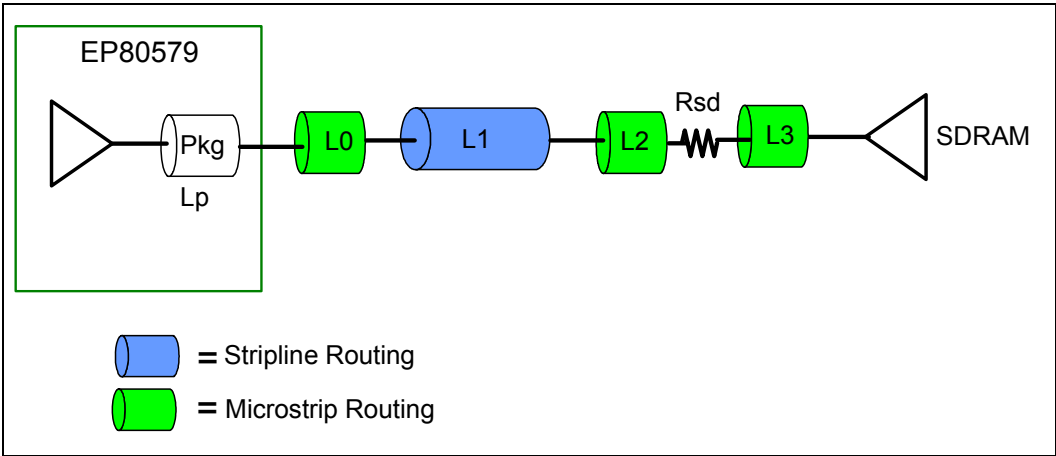 EP80579
Pkg
Lp
L0
L1
L2
Rsd
L3
SDRAM
= Stripline Routing
= Microstrip Routing